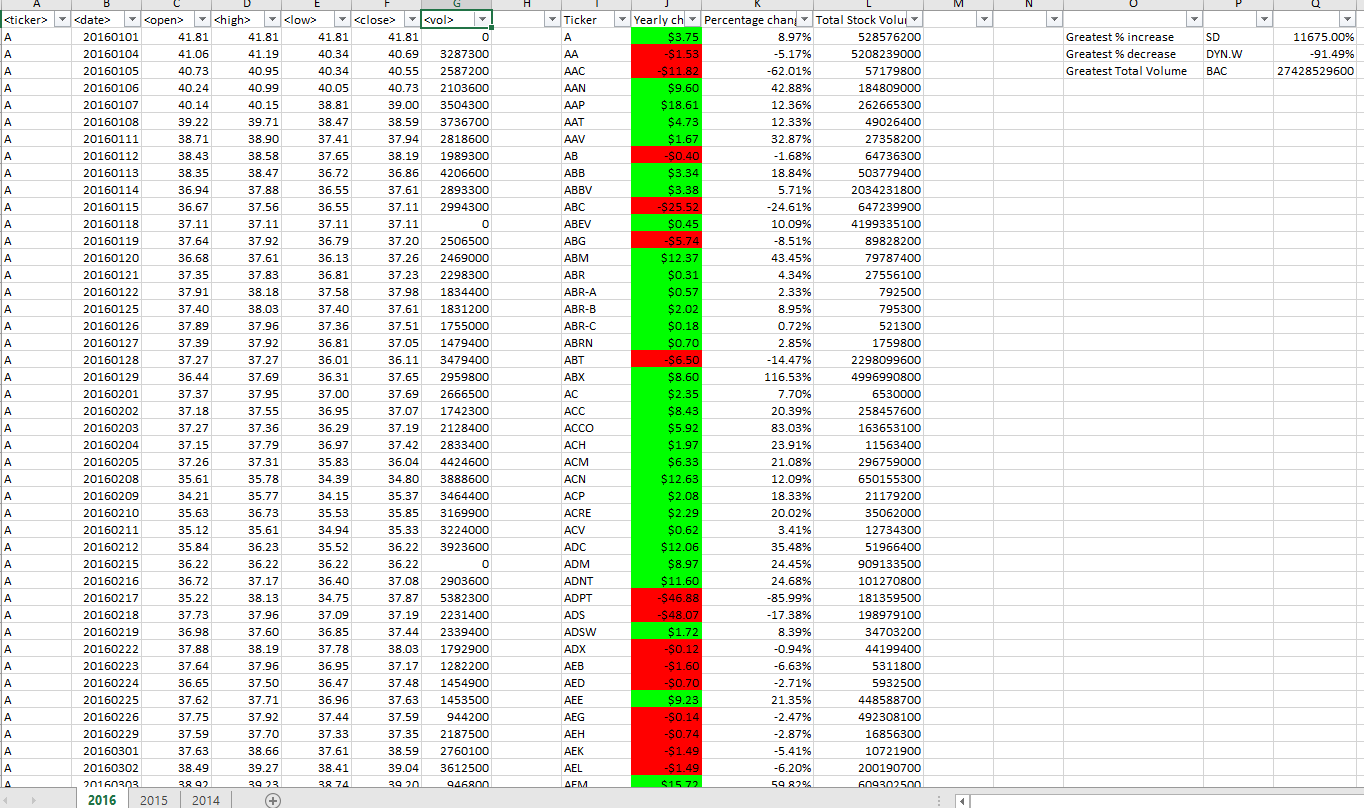 A B C D E F G H I J K L M N O P Q
<ticker> <date> <open> <high> <low> <close> <vol> Ticker Yearly ch Percentage chang Total Stock Volu
A 20160101 41.81 41.81 41.81 41.81 0 A $3.75 8.97% 528576200 Greatest % increase SD 11675.00%
A 20160104 41.06 41.19 40.34 40.69 3287300 AA -$1.53 -5.17% 5208239000 Greatest % decrease DYN.W -91.49%
A 20160105 40.73 40.95 40.34 40.55 2587200 AAC -$11.82 -62.01% 57179800 Greatest Total Volume BAC 27428529600
A 20160106 40.24 40.99 40.05 40.73 2103600 AAN $9.60 42.88% 184809000
A 20160107 40.14 40.15 38.81 39.00 3504300 AAP $18.61 12.36% 262665300
A 20160108 39.22 39.71 38.47 38.59 3736700 AAT $4.73 12.33% 49026400
A 20160111 38.71 38.90 37.41 37.94 2818600 AAV $1.67 32.87% 27358200
A 20160112 38.43 38.58 37.65 38.19 1989300 AB -$0.40 -1.68% 64736300
A 20160113 38.35 38.47 36.72 36.86 4206600 ABB $3.34 18.84% 503779400
A 20160114 36.94 37.88 36.55 37.61 2893300 ABBV $3.38 5.71% 2034231800
A 20160115 36.67 37.56 36.55 37.11 2994300 ABC -$25.52 -24.61% 647239900
A 20160118 37.11 37.11 37.11 37.11 0 ABEV $0.45 10.09% 4199335100
A 20160119 37.64 37.92 36.79 37.20 2506500 ABG -$5.74 -8.51% 89828200
A 20160120 36.68 37.61 36.13 37.26 2469000 ABM $12.37 43.45% 79787400
A 20160121 37.35 37.83 36.81 37.23 2298300 ABR $0.31 4.34% 27556100
A 20160122 37.91 38.18 37.58 37.98 1834400 ABR-A $0.57 2.33% 792500
A 20160125 37.40 38.03 37.40 37.61 1831200 ABR-B $2.02 8.95% 795300
A 20160126 37.89 37.96 37.36 37.51 1755000 ABR-C $0.18 0.72% 521300
A 20160127 37.39 37.92 36.81 37.05 1479400 ABRN $0.70 2.85% 1759800
A 20160128 37.27 37.27 36.01 36.11 3479400 ABT -$6.50 -14.47% 2298099600
A 20160129 36.44 37.69 36.31 37.65 2959800 ABX $8.60 116.53% 4996990800
A 20160201 37.37 37.95 37.00 37.69 2666500 AC $2.35 7.70% 6530000
A 20160202 37.18 37.55 36.95 37.07 1742300 ACC $8.43 20.39% 258457600
A 20160203 37.27 37.36 36.29 37.19 2128400 ACCO $5.92 83.03% 163653100
A 20160204 37.15 37.79 36.97 37.42 2833400 ACH $1.97 23.91% 11563400
A 20160205 37.26 37.31 35.83 36.04 4424600 ACM $6.33 21.08% 296759000
A 20160208 35.61 35.78 34.39 34.80 3888600 ACN $12.63 12.09% 650155300
A 20160209 34.21 35.77 34.15 35.37 3464400 ACP $2.08 18.33% 21179200
A 20160210 35.63 36.73 35.53 35.85 3169900 ACRE $2.29 20.02% 35062000
A 20160211 35.12 35.61 34.94 35.33 3224000 ACV $0.62 3.41% 12734300
A 20160212 35.84 36.23 35.52 36.22 3923600 ADC $12.06 35.48% 51966400
A 20160215 36.22 36.22 36.22 36.22 0 ADM $8.97 24.45% 909133500
A 20160216 36.72 37.17 36.40 37.08 2903600 ADNT $11.60 24.68% 101270800
A 20160217 35.22 38.13 34.75 37.87 5382300 ADPT -$46.88 -85.99% 181359500
A 20160218 37.73 37.96 37.09 37.19 2231400 ADS -$48.07 -17.38% 198979100
A 20160219 36.98 37.60 36.85 37.44 2339400 ADSW $1.72 8.39% 34703200
A 20160222 37.88 38.19 37.78 38.03 1792900 ADX -$0.12 -0.94% 44199400
A 20160223 37.64 37.96 36.95 37.17 1282200 AEB -$1.60 -6.63% 5311800
A 20160224 36.65 37.50 36.47 37.48 1454900 AED -$0.70 -2.71% 5932500
A 20160225 37.62 37.71 36.96 37.63 1453500 AEE $9.23 21.35% 448588700
A 20160226 37.75 37.92 37.44 37.59 944200 AEG -$0.14 -2.47% 492308100
A 20160229 37.59 37.70 37.33 37.35 2187500 AEH -$0.74 -2.87% 16856300
A 20160301 37.63 38.66 37.61 38.59 2760100 AEK -$1.49 -5.41% 10721900
A 20160302 38.49 39.27 38.41 39.04 3612500 AEL -$1.49 -6.20% 200190700
A 20160303 38.92 39.23 38.74 39.20 946800 AEM $15.72 59.82% 609302500
2016 2015 2014